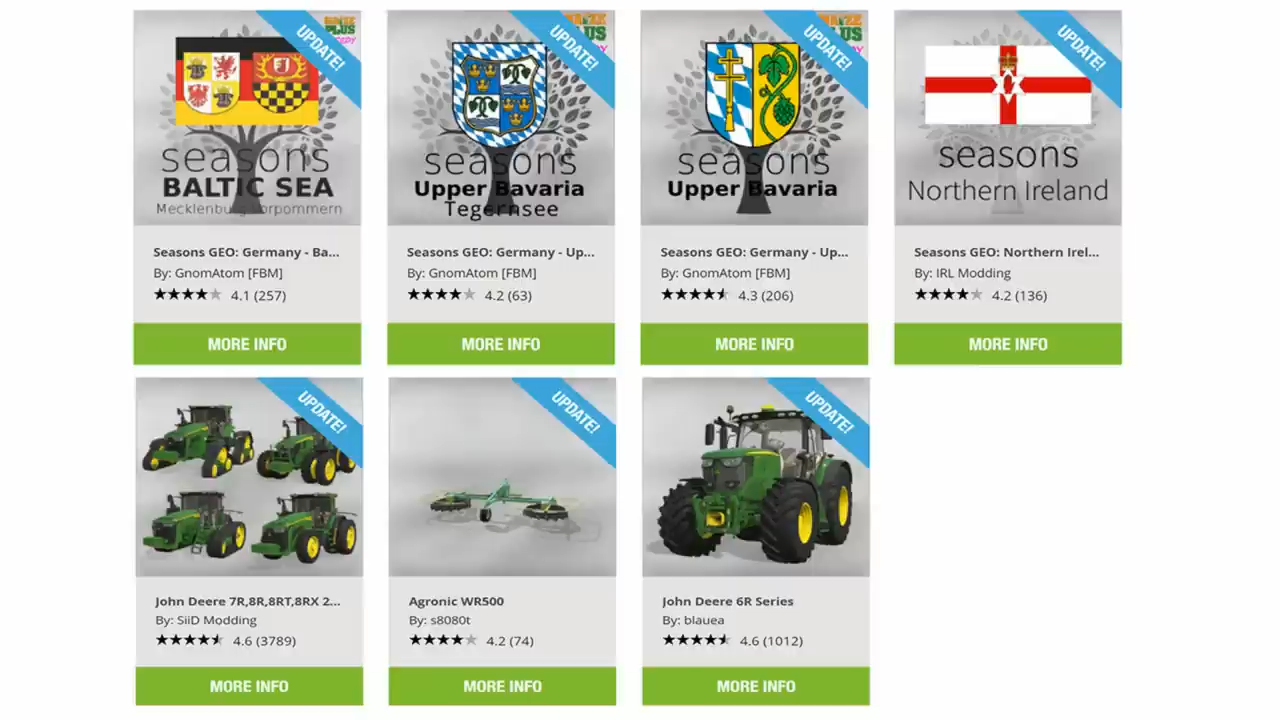 UPDATE!
seasons
BALTIC SEA
Mecklenburg Vorpommern
Seasons GEO: Germany - Ba...
By: GnomAtom [FBM]
4.1 (257)
MORE INFO
PLUS
UPDATE!
seasons
Upper Bavaria
Tegernsee
Seasons GEO: Germany - Up...
By: GnomAtom [FBM]
4.2 (63)
MORE INFO
PLUS
UPDATE!
seasons
Upper Bavaria
Seasons GEO: Germany - Up...
By: GnomAtom [FBM]
4.3 (206)
MORE INFO
UPDATE!
seasons
Northern Ireland
Seasons GEO: Northern Irel...
By: IRL Modding
4.2 (136)
MORE INFO
UPDATE!
John Deere 7R,8R,8RT,8RX 2...
By: SiiD Modding
4.6 (3789)
MORE INFO
UPDATE!
Agronic WR500
By: s8080t
4.2 (74)
MORE INFO
UPDATE!
John Deere 6R Series
By: blauea
4.6 (1012)
MORE INFO